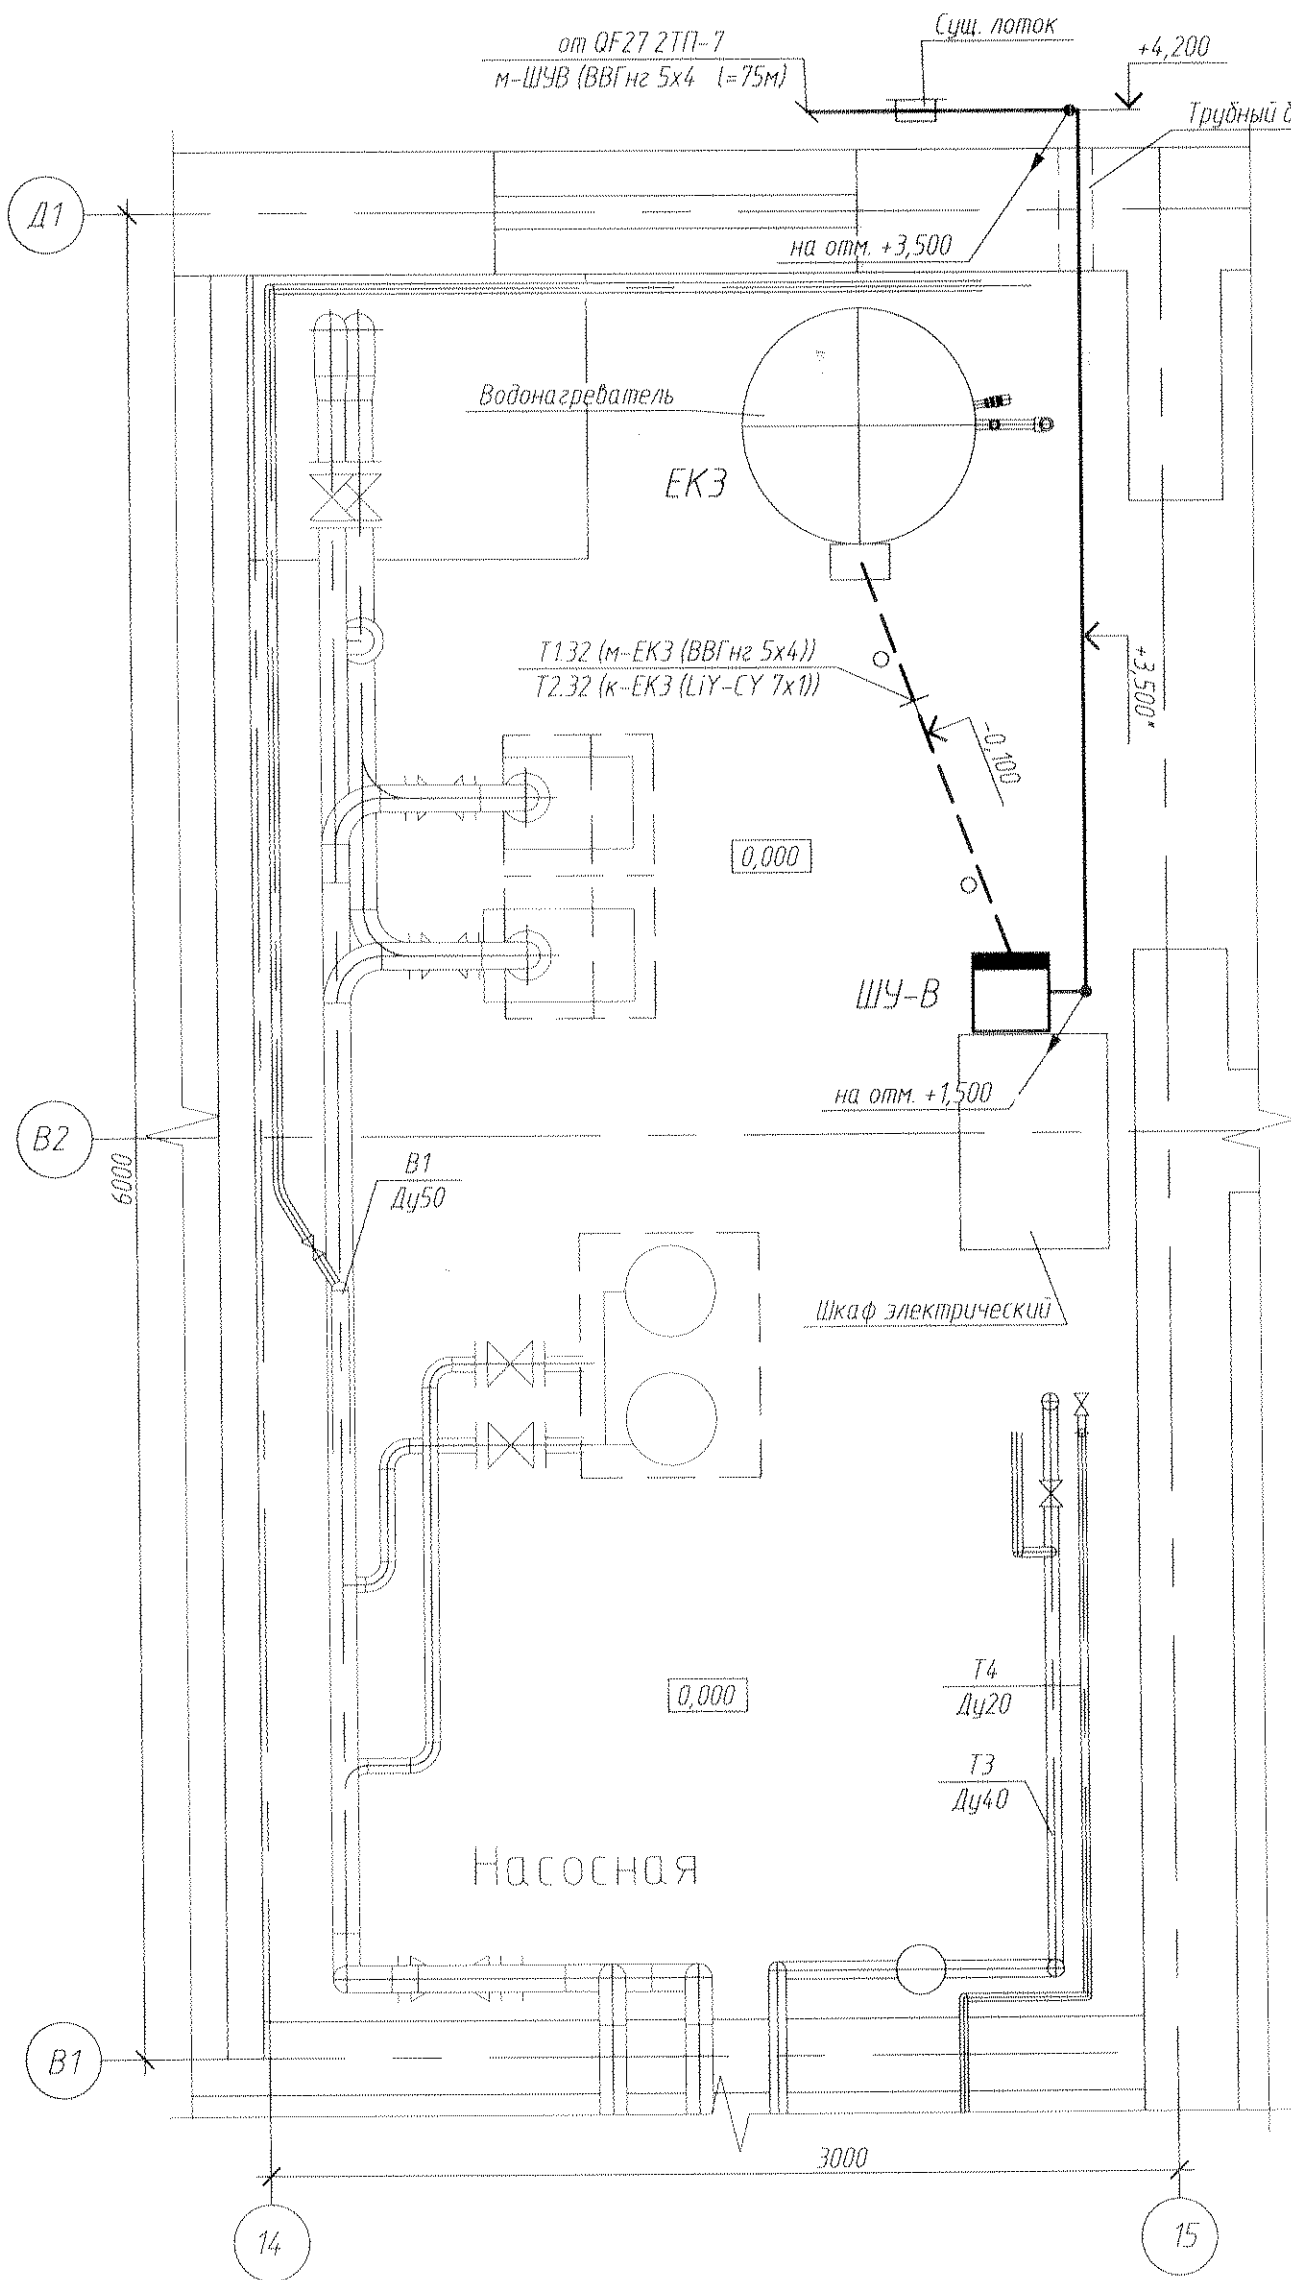 от QF27 2ТП-7
м-ШУВ (ВВГнг 5х4 l=75м)
Сущ. лоток
+4,200
Трубный б
Д1
на отм. +3,500
Водонагреватель
ЕК3
Т1.32 (м-ЕК3 (ВВГнг 5х4))
Т2.32 (к-ЕК3 (LiY-CY 7х1))
+3,500*
-0,100
0,000
ШУ-В
на отм. +1,500
В2
6000
В1
Ду50
Шкаф электрический
0,000
Т4
Ду20
Т3
Ду40
Насосная
В1
3000
14
15